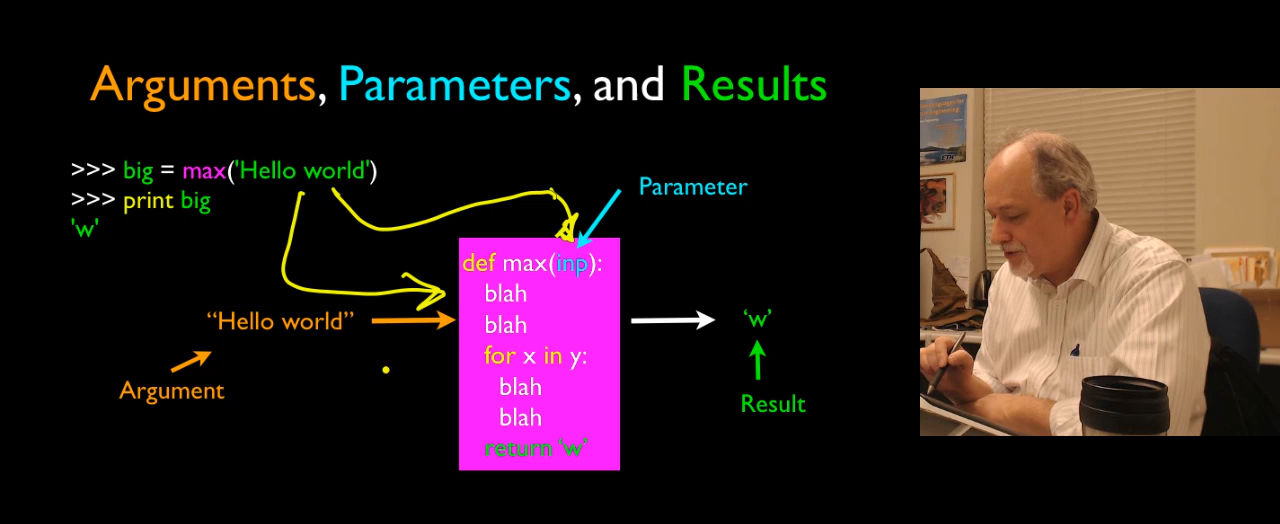 Arguments, Parameters, and Results
>>> big = max('Hello world')
>>> print big
'w'
Parameter
def max(inp):
blah
blah
for x in y:
blah
blah
return 'w'
“Hello world”
Argument
‘w’
Result